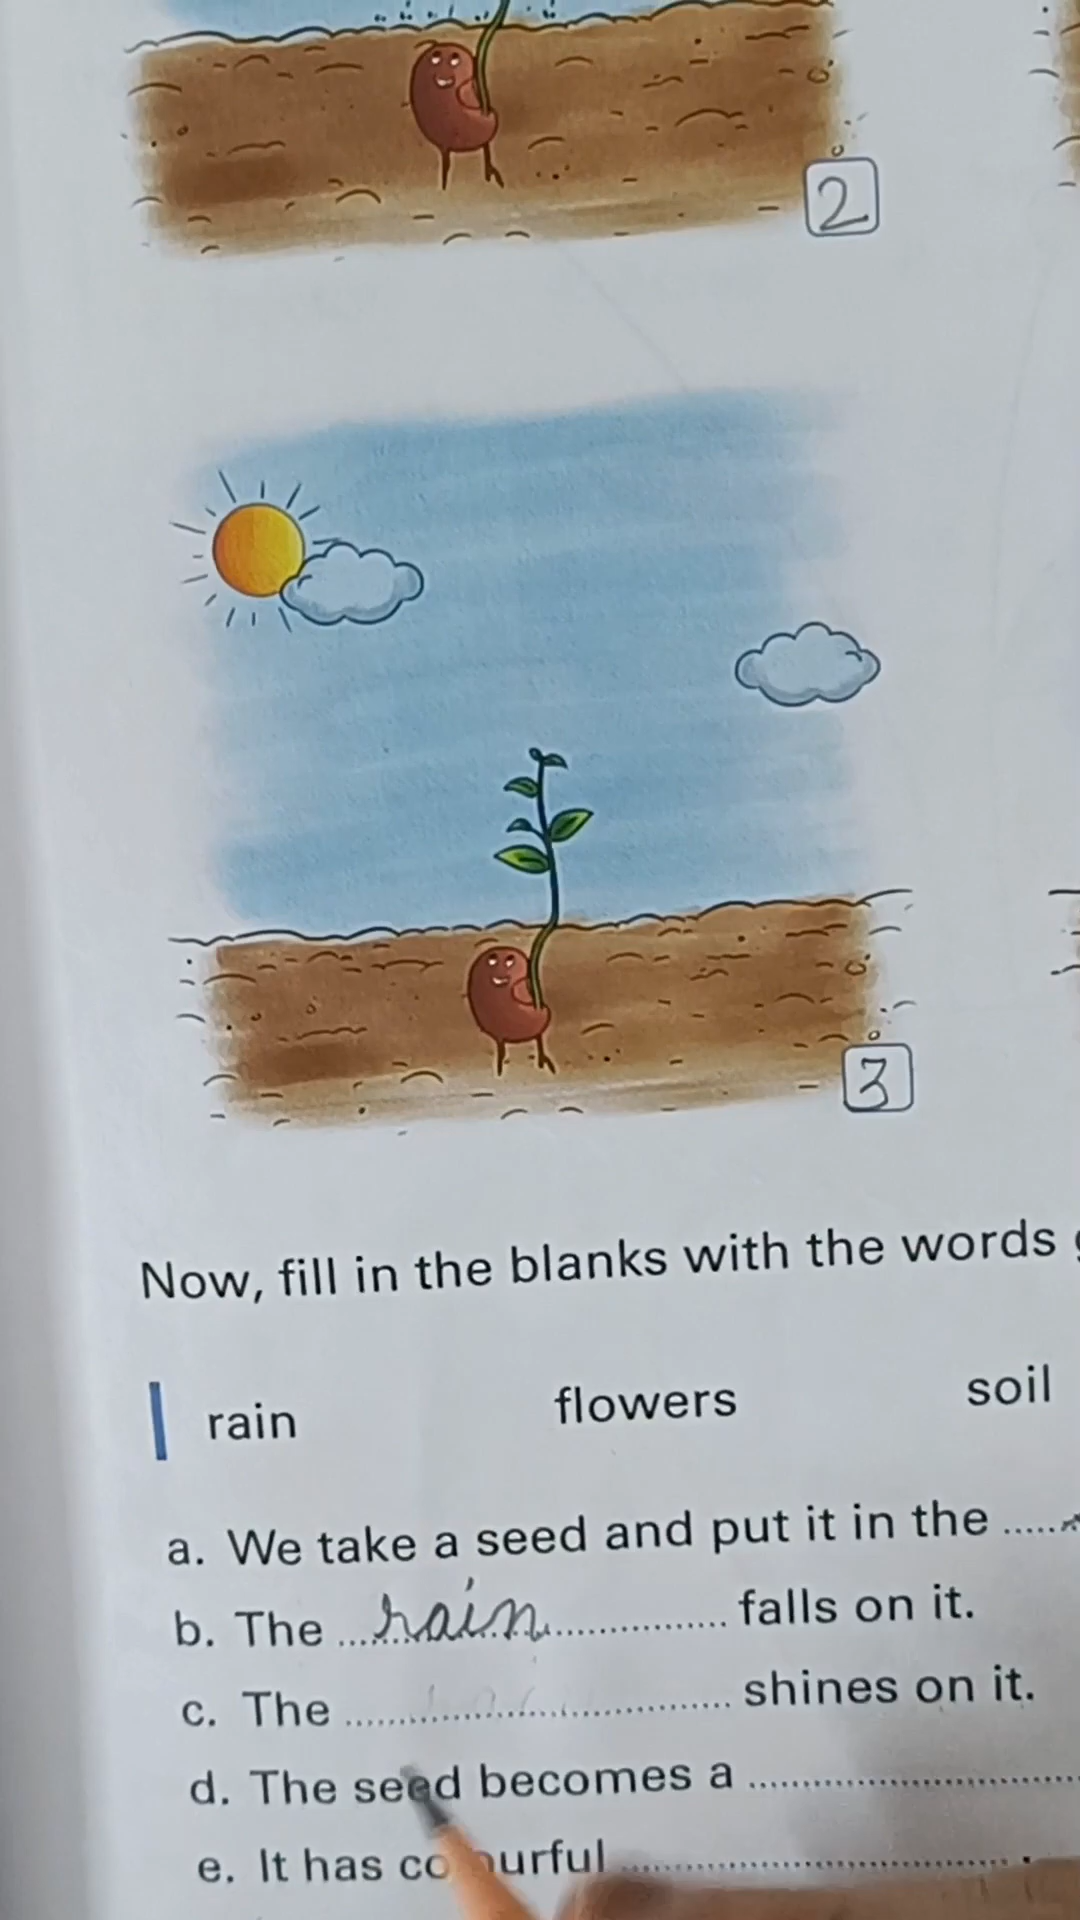 2
3
Now, fill in the blanks with the words
rain flowers soil
a. We take a seed and put it in the ......
b. The ....rain............ falls on it.
c. The ................................ shines on it.
d. The seed becomes a ................................
e. It has colourful ................................ .